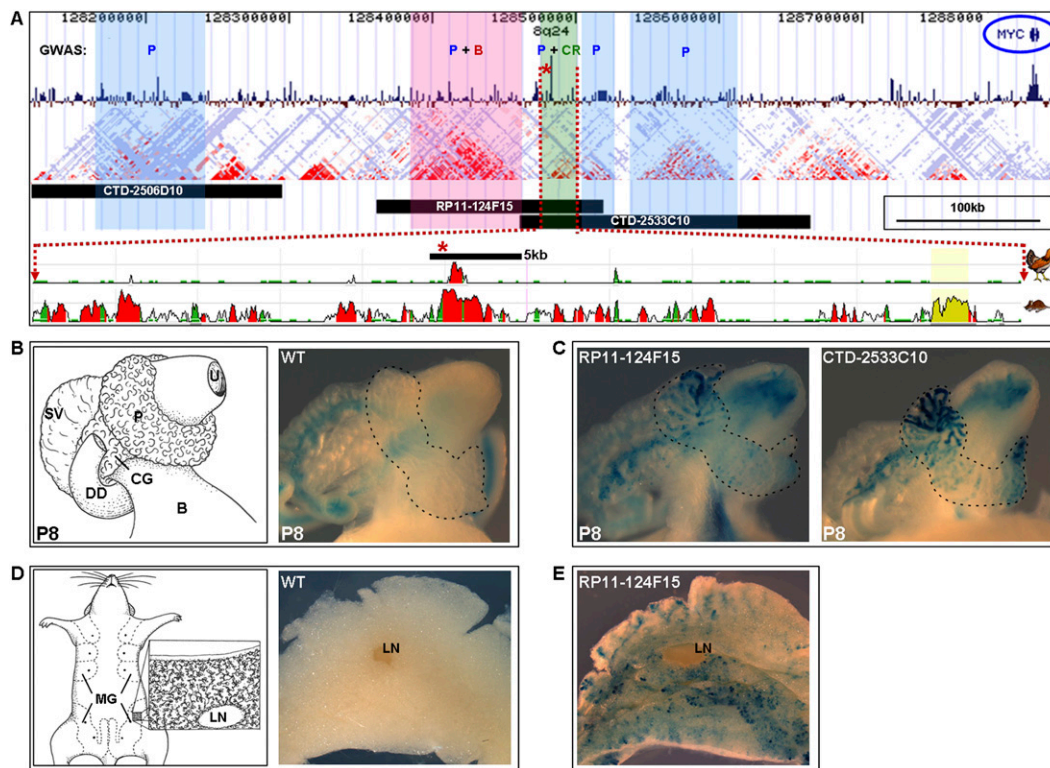 A
128200000 128300000 128400000 128500000 128600000 128700000 1288000
8q24
GWAS: P P + B P + CR P P MYC
*
CTD-2506D10
RP11-124F15
CTD-2533C10
100kb
* 5kb
B
SV
P
U
DD
CG
B
P8
WT
P8
C
RP11-124F15
P8
CTD-2533C10
P8
D
MG
LN
WT
LN
E
RP11-124F15
LN